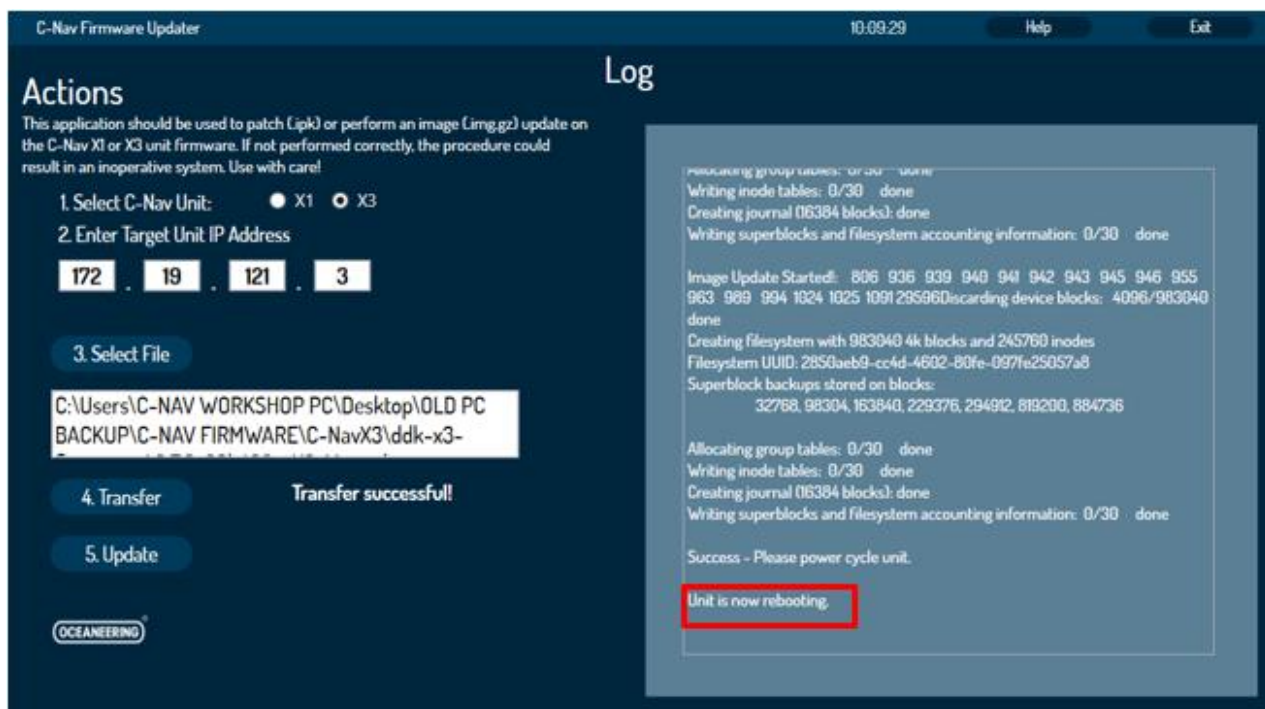 C-Nav Firmware Updater 10:09:29 Help Exit
Actions
This application should be used to patch (.ipk) or perform an image (.img.gz) update on
the C-Nav X1 or X3 unit firmware. If not performed correctly, the procedure could
result in an inoperative system. Use with care!
1. Select C-Nav Unit: X1 X3
2. Enter Target Unit IP Address
172 . 19 . 121 . 3
3. Select File
C:\Users\C-NAV WORKSHOP PC\Desktop\OLD PC
BACKUP\C-NAV FIRMWARE\C-NavX3\ddk-x3-
4. Transfer Transfer successful!
5. Update
OCEANEERING
Log
Allocating group tables: 0/30 done
Writing inode tables: 0/30 done
Creating journal (16384 blocks): done
Writing superblocks and filesystem accounting information: 0/30 done
Image Update Started!: 806 936 939 940 941 942 943 945 946 955
963 989 994 1024 1025 1091 29596Discarding device blocks: 4096/983040
done
Creating filesystem with 983040 4k blocks and 245760 inodes
Filesystem UUID: 2850aeb9-cc4d-4602-80fe-097fe25057a8
Superblock backups stored on blocks:
32768, 98304, 163840, 229376, 294912, 819200, 884736
Allocating group tables: 0/30 done
Writing inode tables: 0/30 done
Creating journal (16384 blocks): done
Writing superblocks and filesystem accounting information: 0/30 done
Success - Please power cycle unit.
Unit is now rebooting.